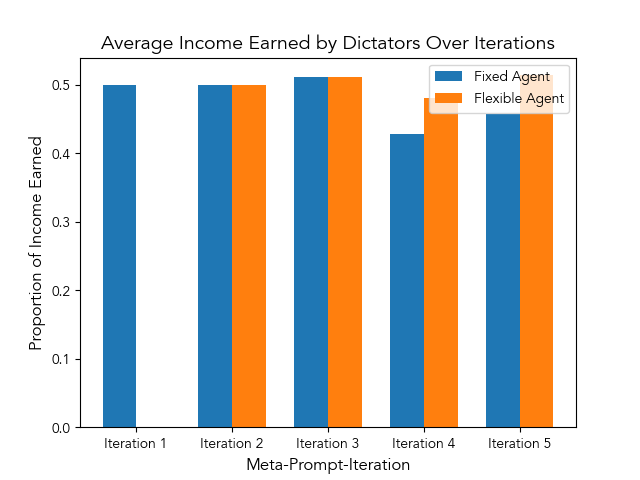 Average Income Earned by Dictators Over Iterations
Fixed Agent
Flexible Agent
Proportion of Income Earned
0.5
0.4
0.3
0.2
0.1
0.0
Iteration 1
Iteration 2
Iteration 3
Iteration 4
Iteration 5
Meta-Prompt-Iteration